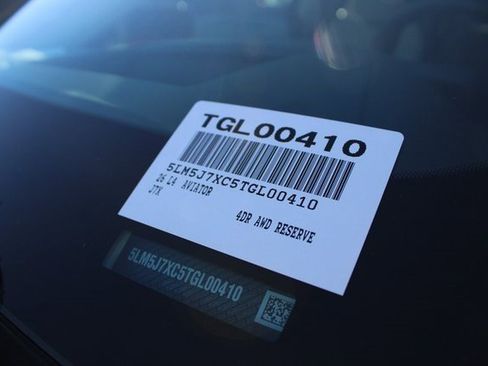 TGL00410
5LM5J7XC5TGL00410
26 L4 AVIATOR
JTX
4DR AWD RESERVE
5LM5J7XC5TGL00410